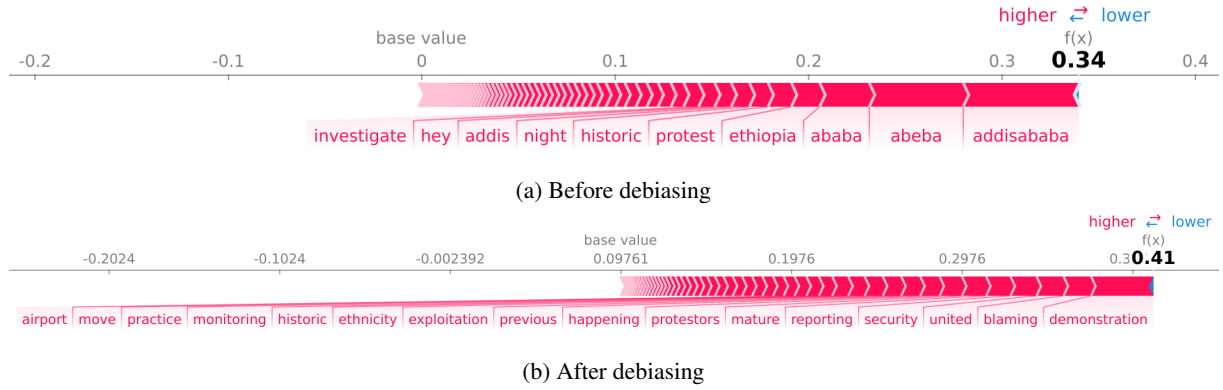 higher ⇄ lower
base value f(x)
-0.2 -0.1 0 0.1 0.2 0.3 0.34 0.4
investigate hey addis night historic protest ethiopia ababa abeba addisababa
(a) Before debiasing
higher ⇄ lower
base value f(x)
-0.2024 -0.1024 -0.002392 0.09761 0.1976 0.2976 0.41
airport move practice monitoring historic ethnicity exploitation previous happening protestors mature reporting security united blaming demonstration
(b) After debiasing